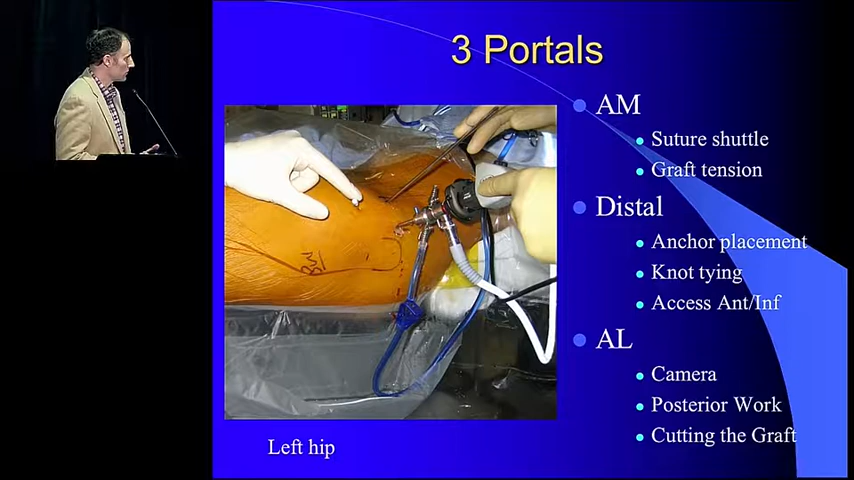 3 Portals
AM
Suture shuttle
Graft tension
Distal
Anchor placement
Knot tying
Access Ant/Inf
AL
Camera
Posterior Work
Cutting the Graft
Left hip